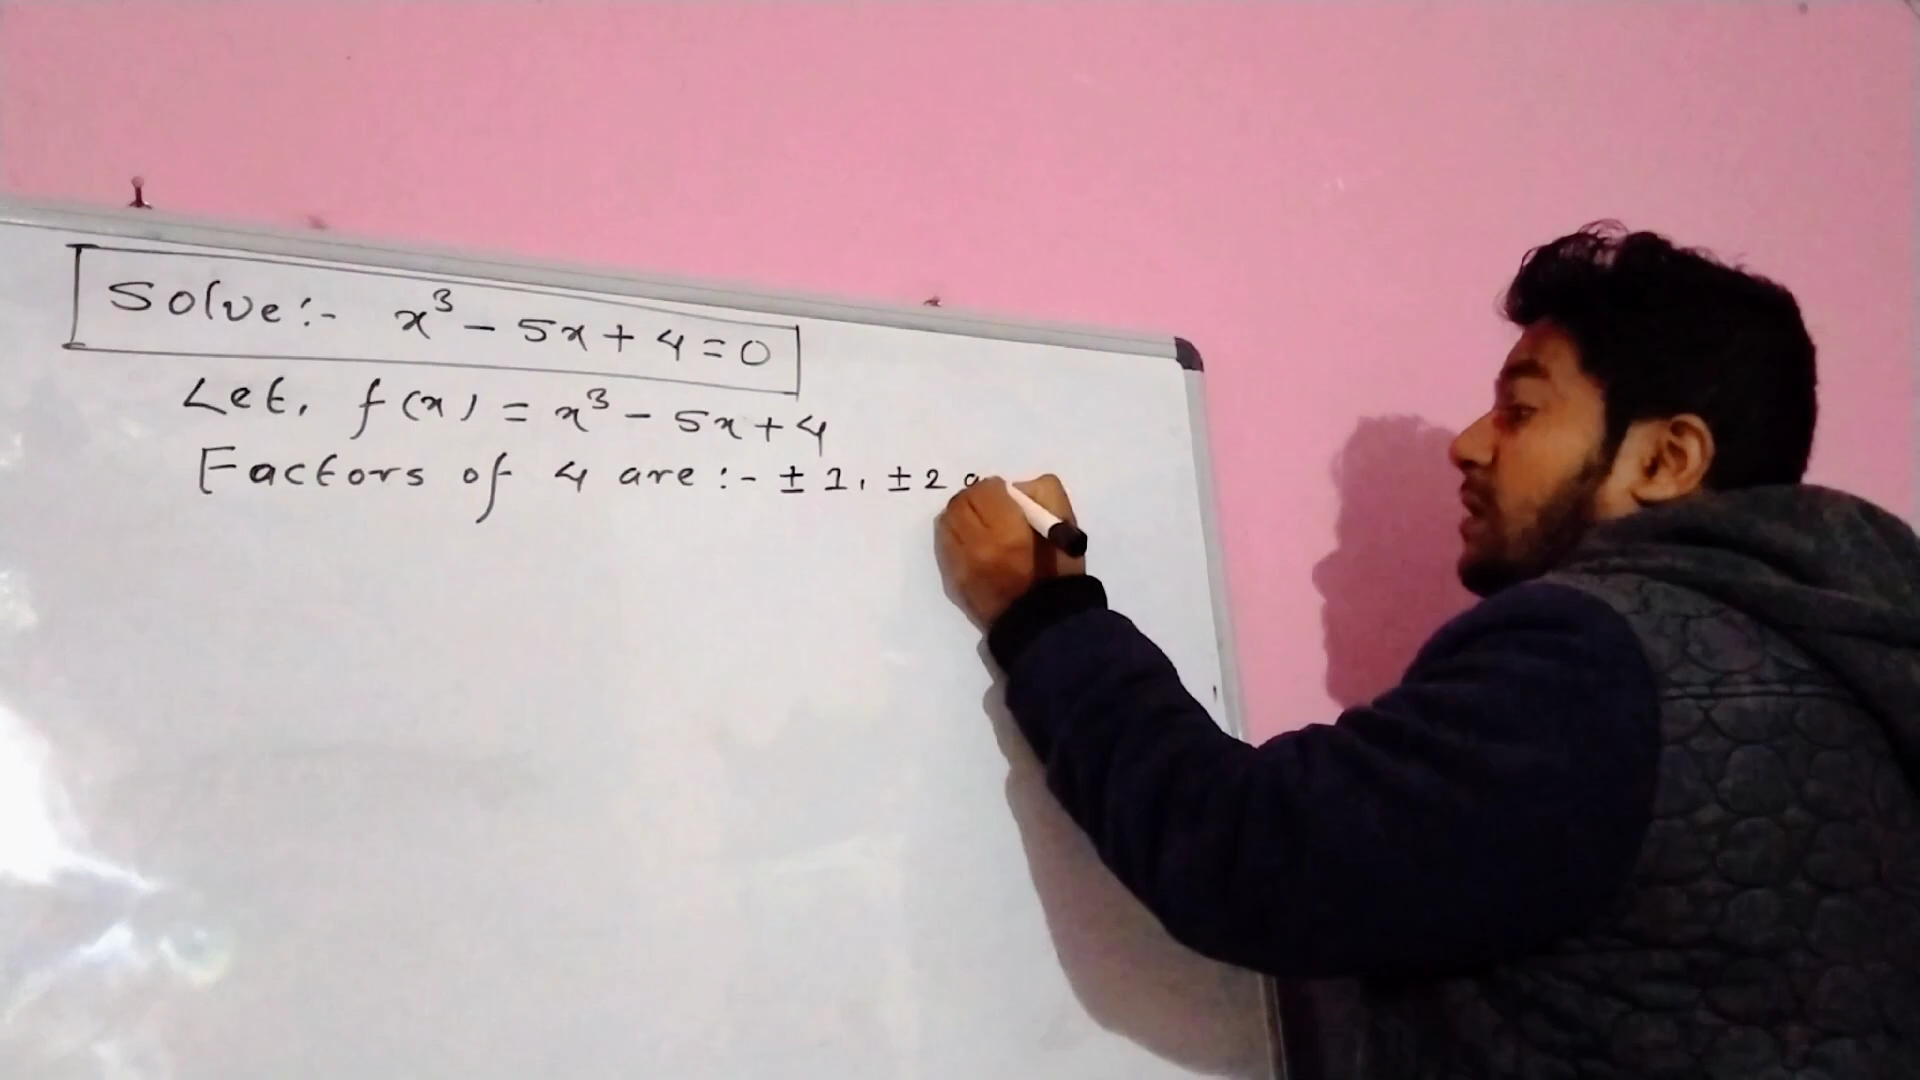 Solve:- x³ - 5x + 4 = 0
Let, f(x) = x³ - 5x + 4
Factors of 4 are :- ± 1, ± 2